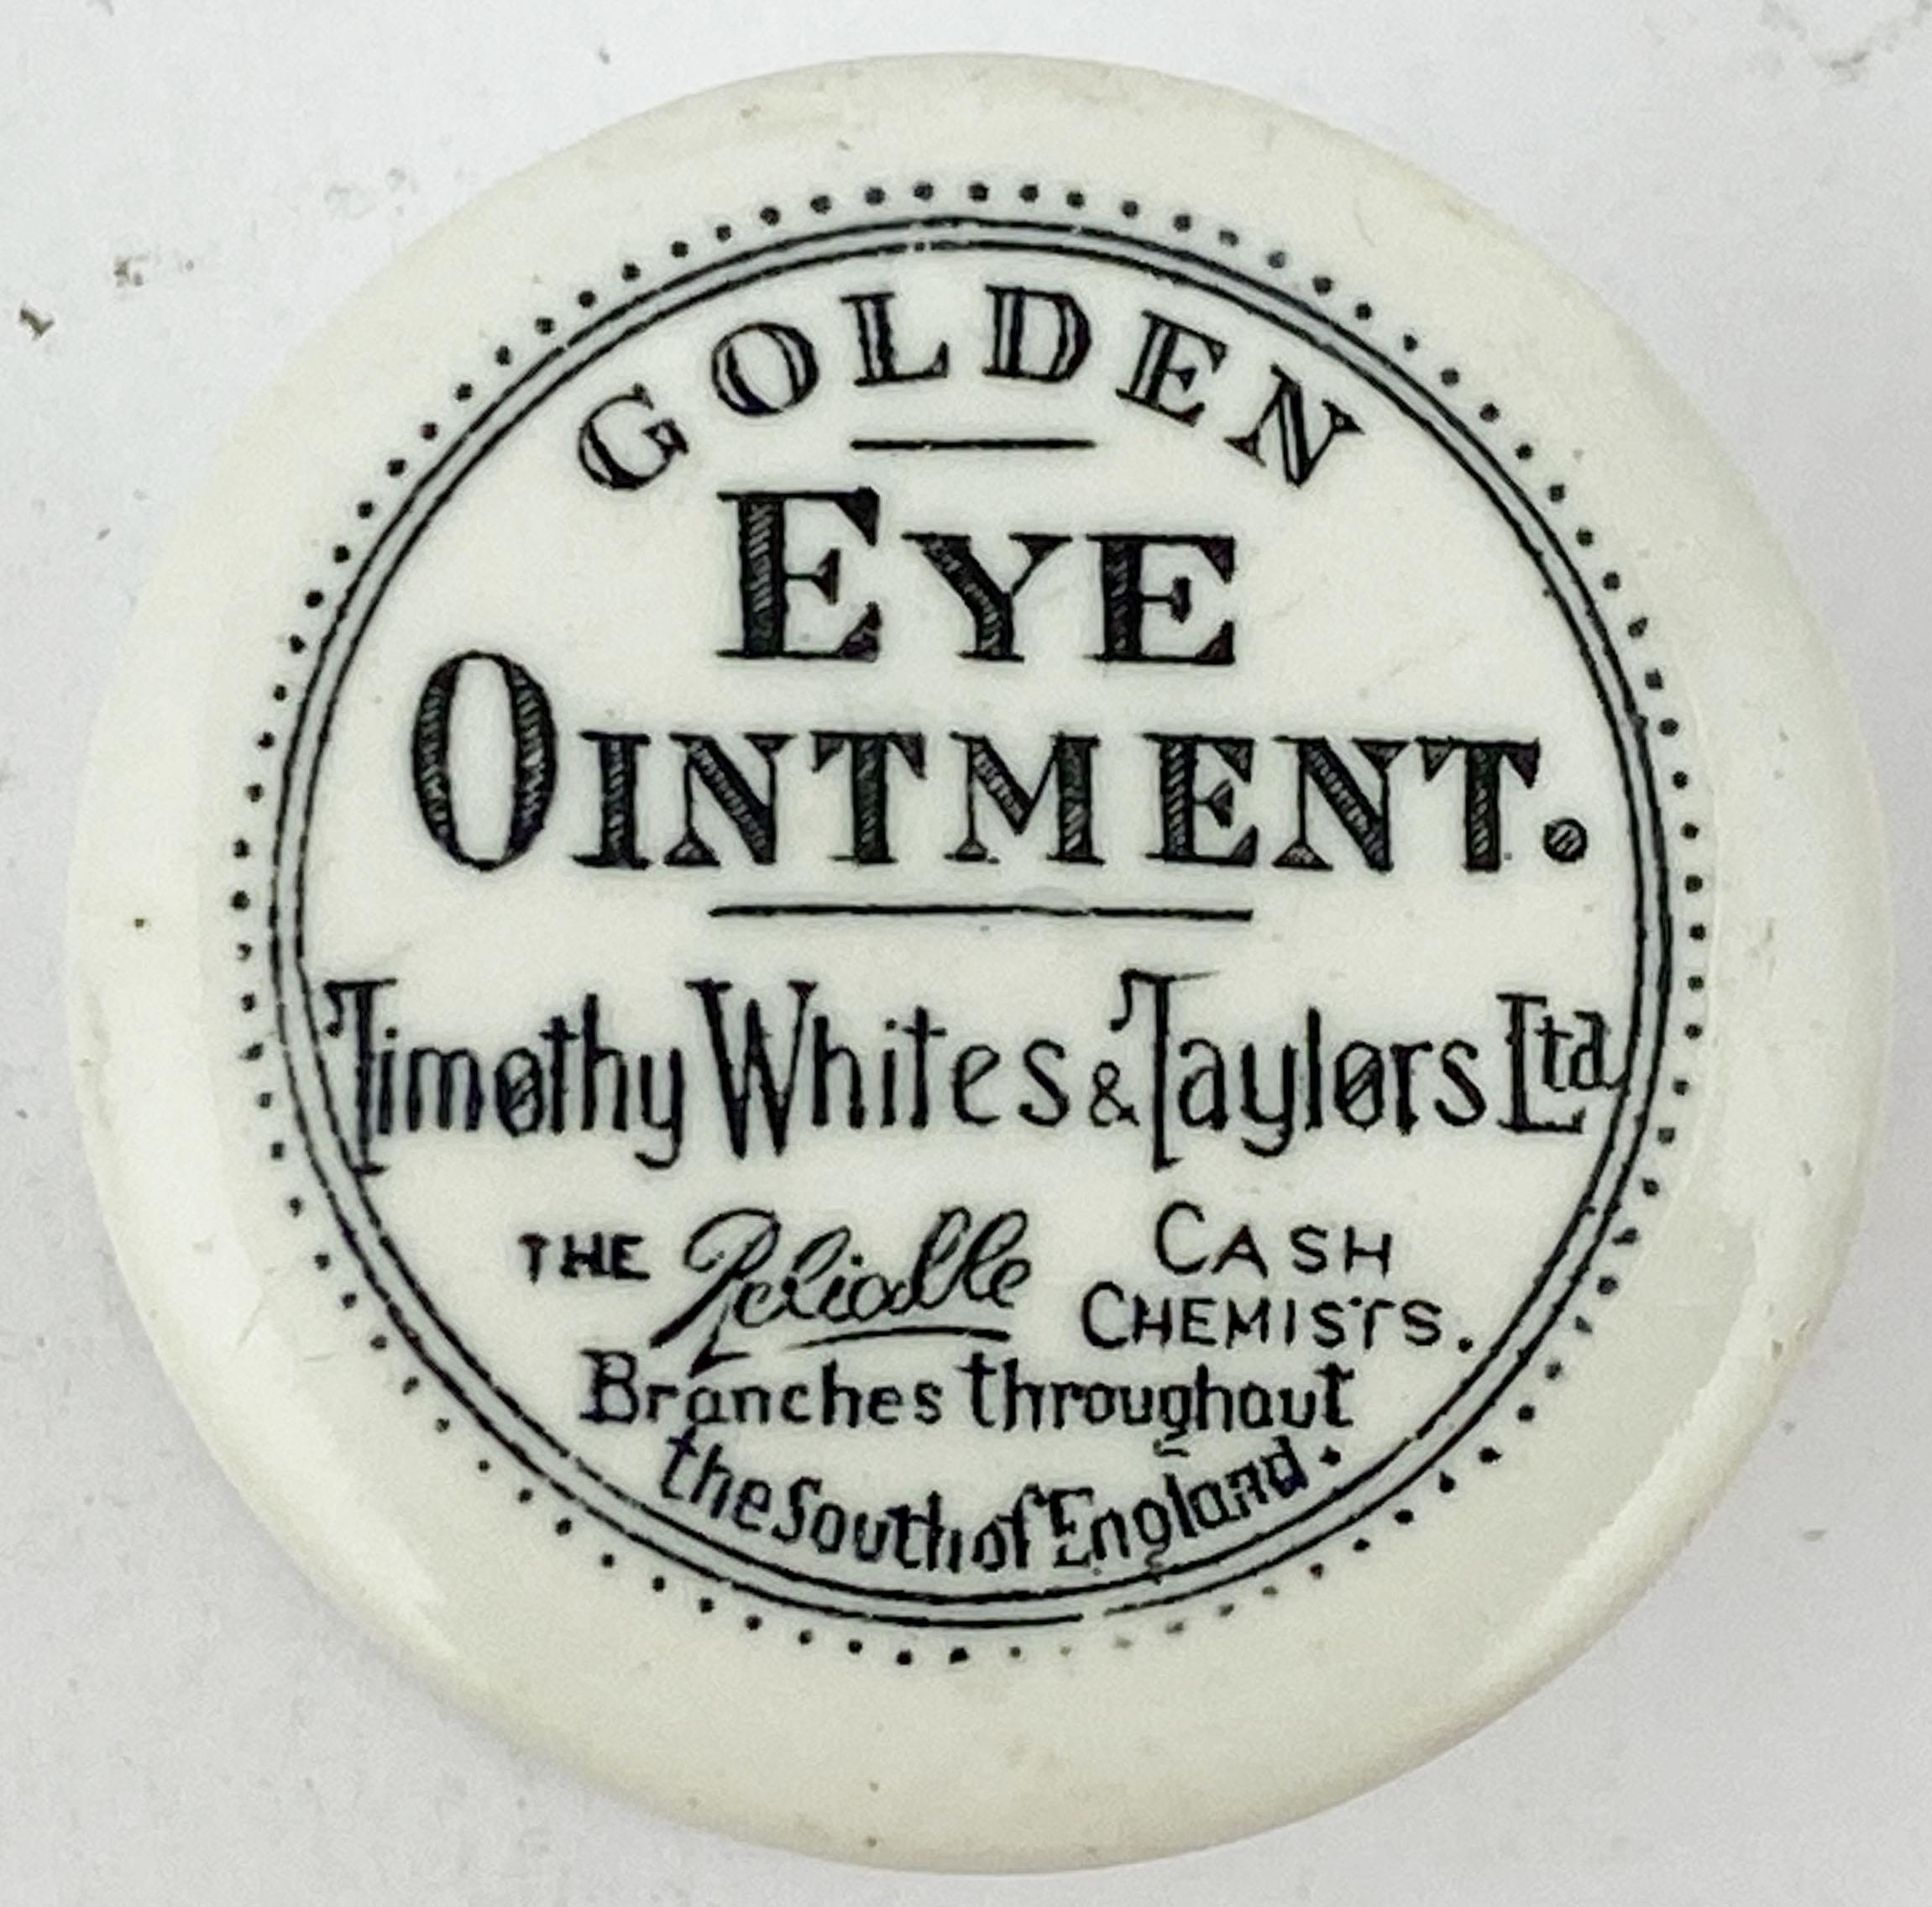 GOLDEN
EYE
OINTMENT.
Timothy Whites & Taylors Ltd
THE Reliable CASH
CHEMISTS.
Branches throughout
the South of England.